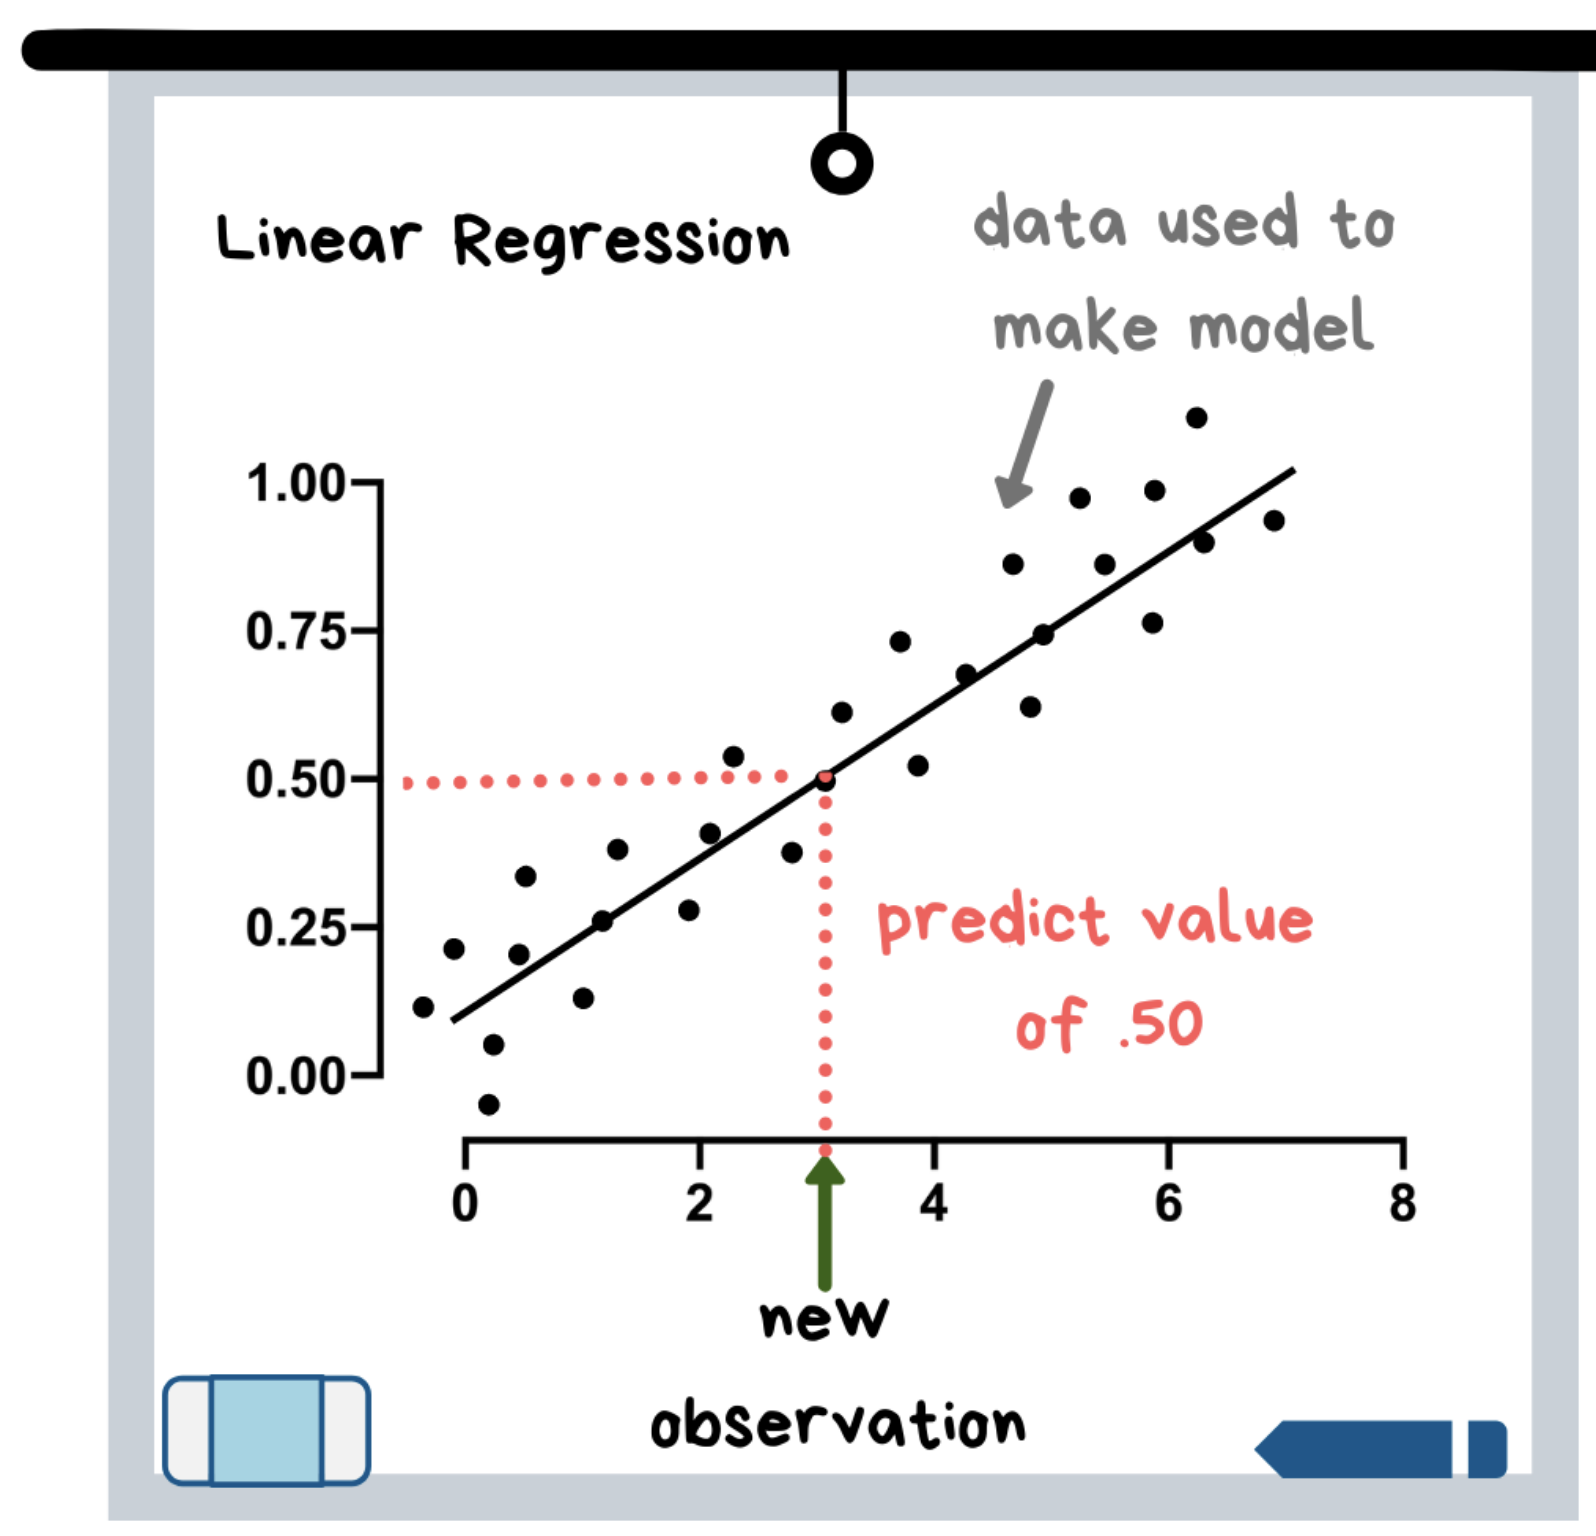 Linear Regression
data used to
make model
1.00
0.75
0.50
0.25
0.00
predict value
of .50
0 2 4 6 8
new
observation